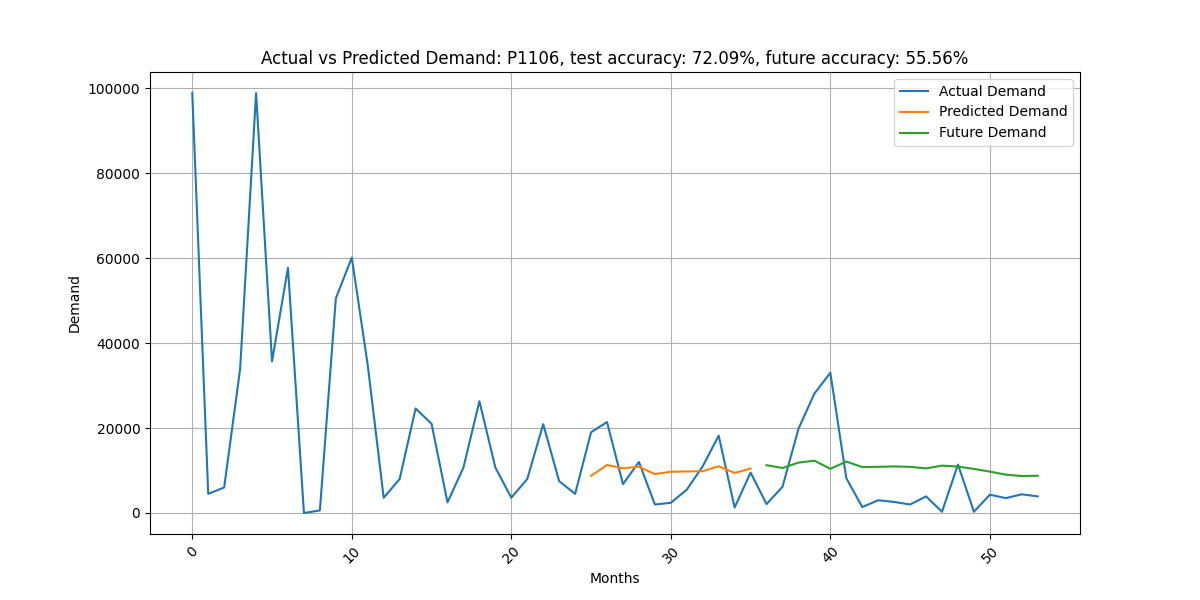 Actual vs Predicted Demand: P1106, test accuracy: 72.09%, future accuracy: 55.56%
Actual Demand
Predicted Demand
Future Demand
100000
80000
60000
40000
20000
0
Demand
0
10
20
30
40
50
Months